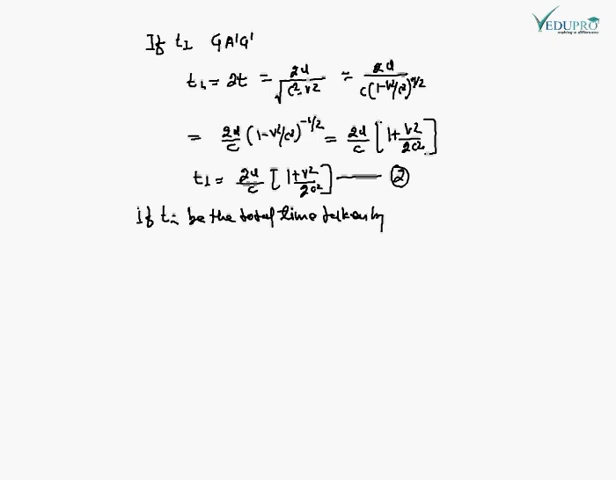 VEDUPRO
making a difference
If t1 GA'G'
t1 = 2t = 2d/√(c²-v²) = 2d/c(1-v²/c²)^1/2
= 2d/c (1-v²/c²)^-1/2 = 2d/c [1+v²/2c²]
t1 = 2d/c [1+v²/2c²] —— ②
If t2 be the total time taken by